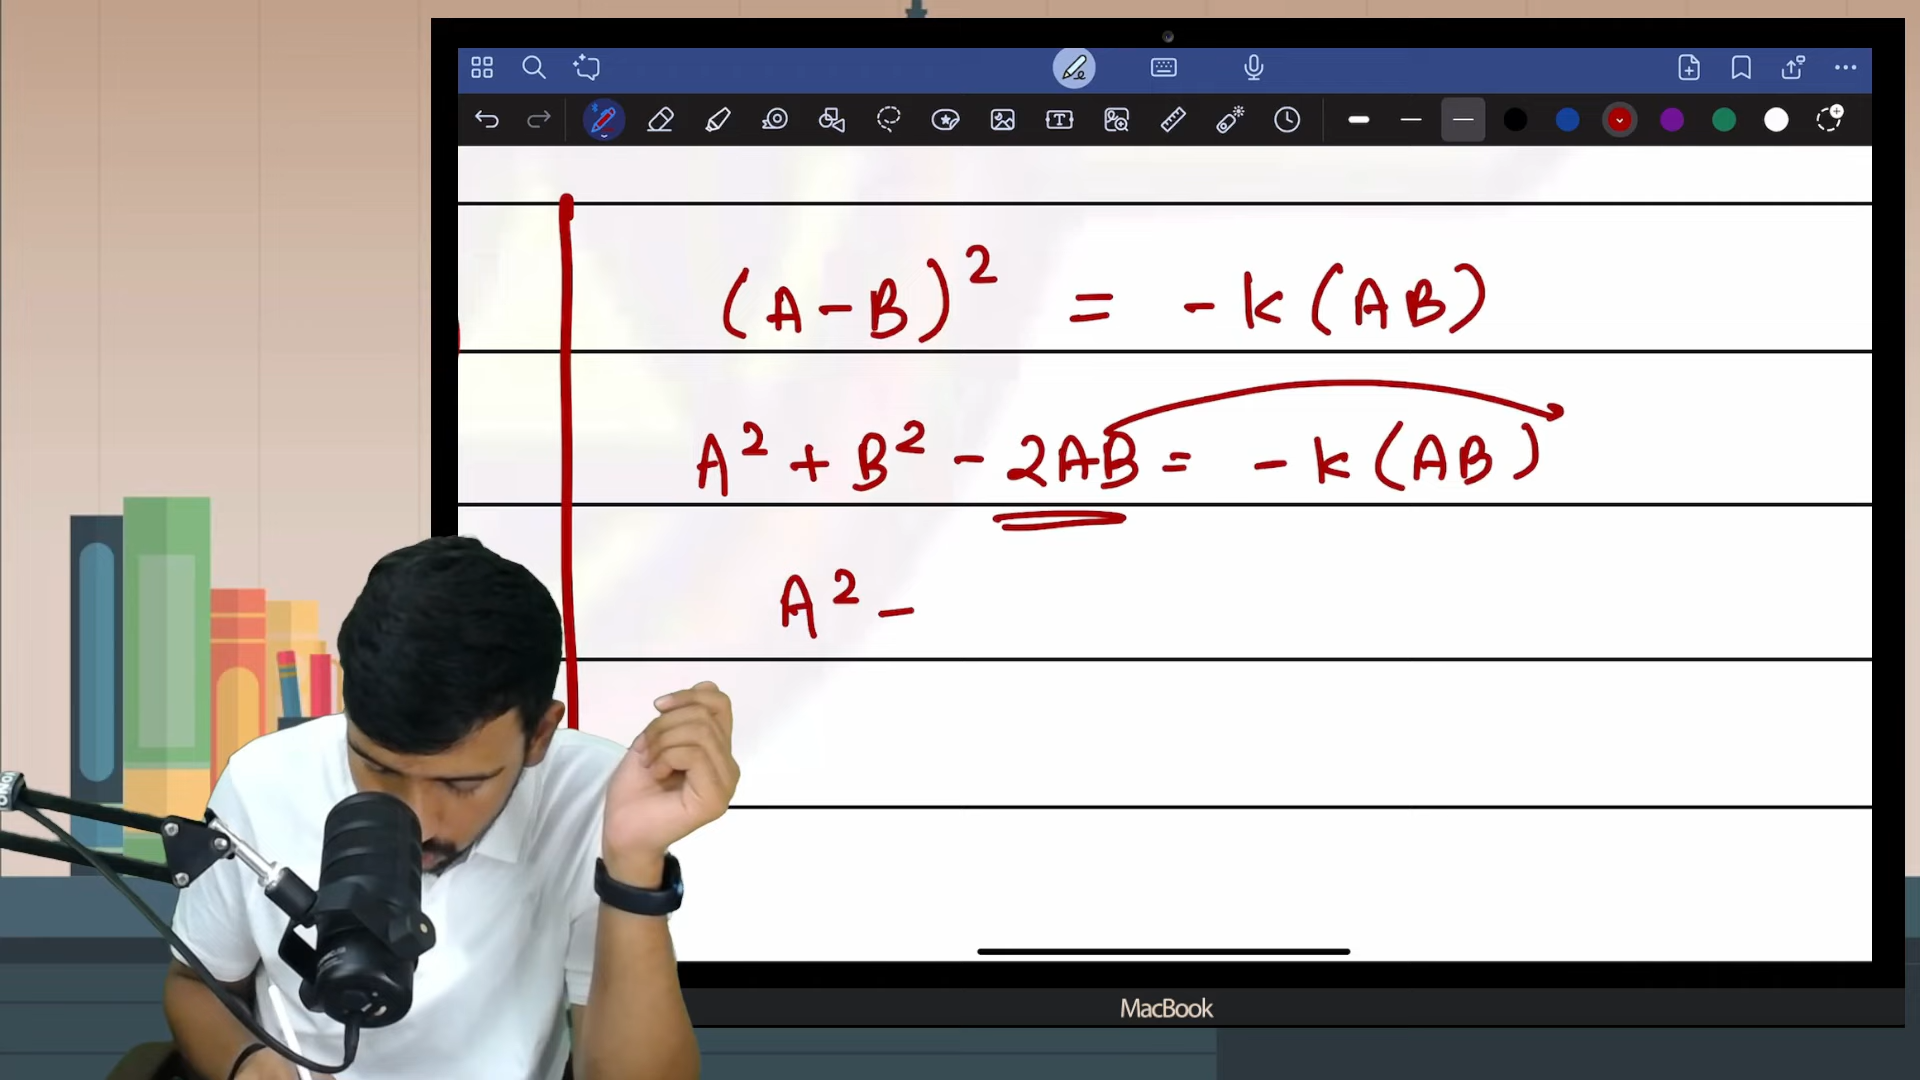 (A-B)² = -k(AB)
A² + B² - 2AB = -k(AB)
A² -
MacBook